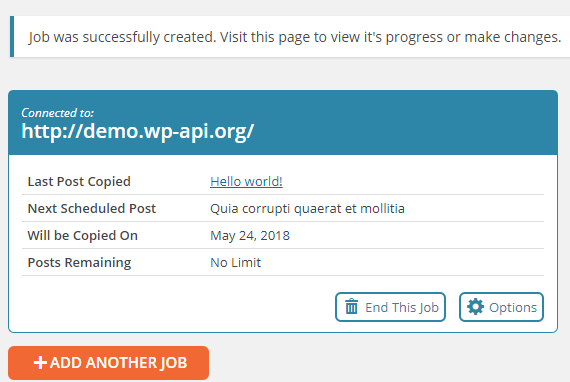 Job was successfully created. Visit this page to view it's progress or make changes.
Connected to:
http://demo.wp-api.org/
Last Post Copied Hello world!
Next Scheduled Post Quia corrupti quaerat et mollitia
Will be Copied On May 24, 2018
Posts Remaining No Limit
End This Job Options
+ ADD ANOTHER JOB